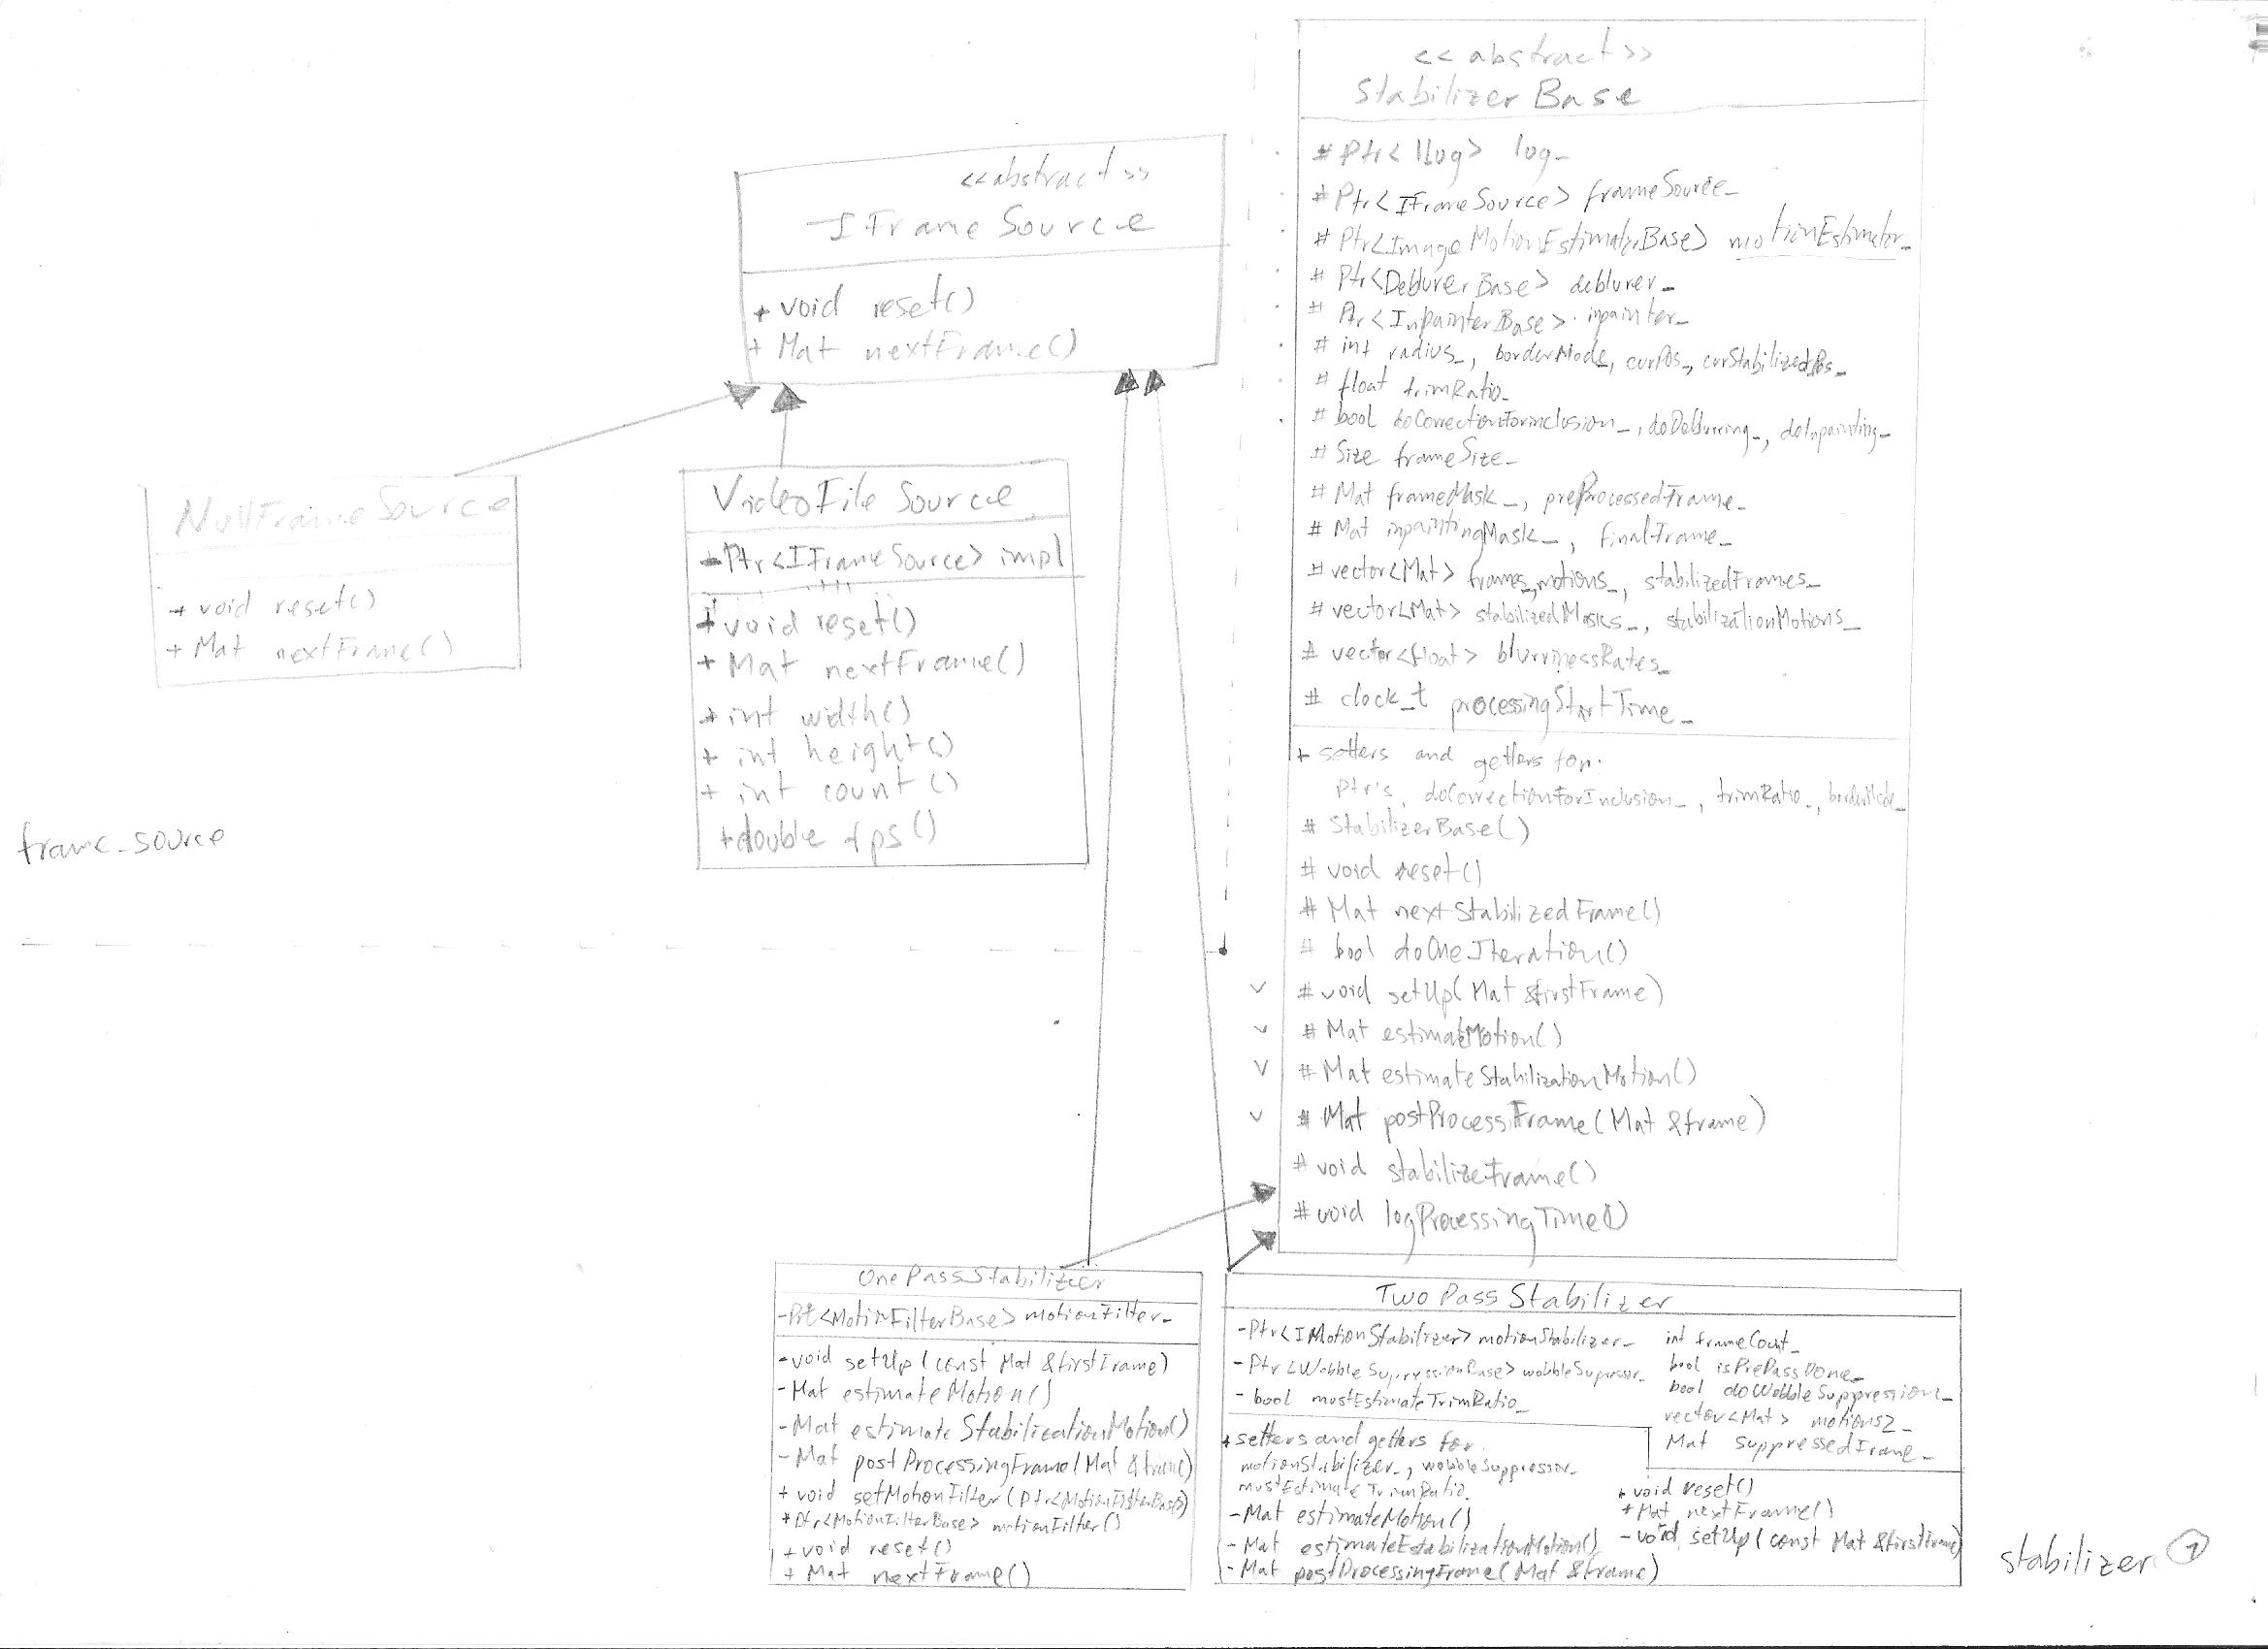 <<abstract>>
IFrameSource
+ void reset()
+ Mat nextFrame()
NullFrameSource
+ void reset()
+ Mat nextFrame()
VideoFileSource
-Ptr<IFrameSource> impl
+void reset()
+ Mat nextFrame()
+ int width()
+ int height()
+ int count()
+double fps()
frame_source
<<abstract>>
StabilizerBase
# Ptr<ILog> log_
# Ptr<IFrameSource> frameSource_
# Ptr<ImageMotionEstimatorBase> motionEstimator_
# Ptr<DeblurerBase> deblurer_
# Ptr<InpainterBase> inpainter_
# int radius_, borderMode, curPos_, curStabilizedPos_
# float trimRatio_
# bool doCorrectionForInclusion_, doDeblurring_, doInpainting_
# Size frameSize_
# Mat frameMask_, preProcessedFrame_
# Mat inpaintingMask_, finalFrame_
# vector<Mat> frames_, motions_, stabilizedFrames_
# vector<Mat> stabilizedMasks_, stabilizationMotions_
# vector<float> blurrinessRates_
# clock_t processingStartTime_
+ setters and getters for:
Ptr's, doCorrectionForInclusion_, trimRatio_, borderMode_
# StabilizerBase()
# void reset()
# Mat nextStabilizedFrame()
# bool doOneIteration()
v # void setUp(Mat &firstFrame)
v # Mat estimateMotion()
v # Mat estimateStabilizationMotion()
v # Mat postProcessFrame(Mat &frame)
# void stabilizeFrame()
# void logProcessingTime()
OnePassStabilizer
-Ptr<MotionFilterBase> motionFilter_
-void setUp(const Mat &firstFrame)
-Mat estimateMotion()
-Mat estimateStabilizationMotion()
-Mat postProcessingFrame(Mat &frame)
+ void setMotionFilter(Ptr<MotionFilterBase>)
+ Ptr<MotionFilterBase> motionFilter()
+ void reset()
+ Mat nextFrame()
TwoPassStabilizer
-Ptr<IMotionStabilizer> motionStabilizer_
-Ptr<WobbleSuppressionBase> wobbleSupressor_
- bool mustEstimateTrimRatio_
int frameCount_
bool isPrePassDone_
bool doWobbleSuppression_
vector<Mat> motions2_
Mat suppressedFrame_
+setters and getters for:
motionStabilizer_, wobbleSuppressor_
mustEstimateTrimRatio.
-Mat estimateMotion()
-Mat estimateEstabilizationMotion()
-Mat postProcessingFrame(Mat &frame)
+ void reset()
+ Mat nextFrame()
-void setUp(const Mat &firstFrame)
stabilizer 1